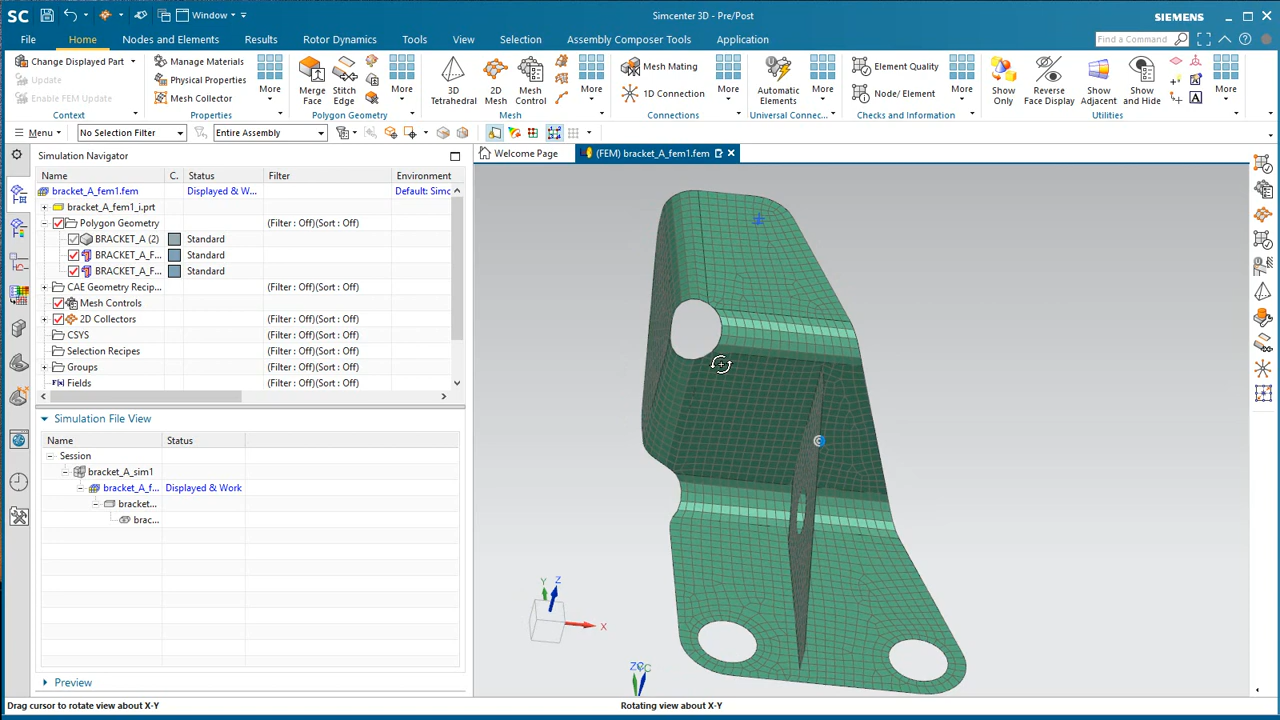 SC Window Simcenter 3D - Pre/Post SIEMENS
File Home Nodes and Elements Results Rotor Dynamics Tools View Selection Assembly Composer Tools Application Find a Command
Change Displayed Part Manage Materials Mesh Mating Element Quality
Update Physical Properties
Enable FEM Update Mesh Collector 1D Connection Node/ Element
More Merge Face Stitch Edge More 3D Tetrahedral 2D Mesh Mesh Control More More Automatic Elements More More Show Only Reverse Face Display Show Adjacent Show and Hide More
Context Properties Polygon Geometry Mesh Connections Universal Connec... Checks and Information Utilities
Menu No Selection Filter Entire Assembly
Simulation Navigator Welcome Page (FEM) bracket_A_fem1.fem
Name C. Status Filter Environment
bracket_A_fem1.fem Displayed & W... Default: Simc
bracket_A_fem1_i.prt
Polygon Geometry (Filter : Off)(Sort : Off)
BRACKET_A (2) Standard
BRACKET_A_F... Standard
BRACKET_A_F... Standard
CAE Geometry Recip... (Filter : Off)(Sort : Off)
Mesh Controls (Filter : Off)(Sort : Off)
2D Collectors (Filter : Off)(Sort : Off)
CSYS (Filter : Off)(Sort : Off)
Selection Recipes (Filter : Off)(Sort : Off)
Groups (Filter : Off)(Sort : Off)
Fields (Filter : Off)(Sort : Off)
Simulation File View
Name Status
Session
bracket_A_sim1
bracket_A_f... Displayed & Work
bracket...
brac...
Y Z
X
Preview
Drag cursor to rotate view about X-Y Rotating view about X-Y